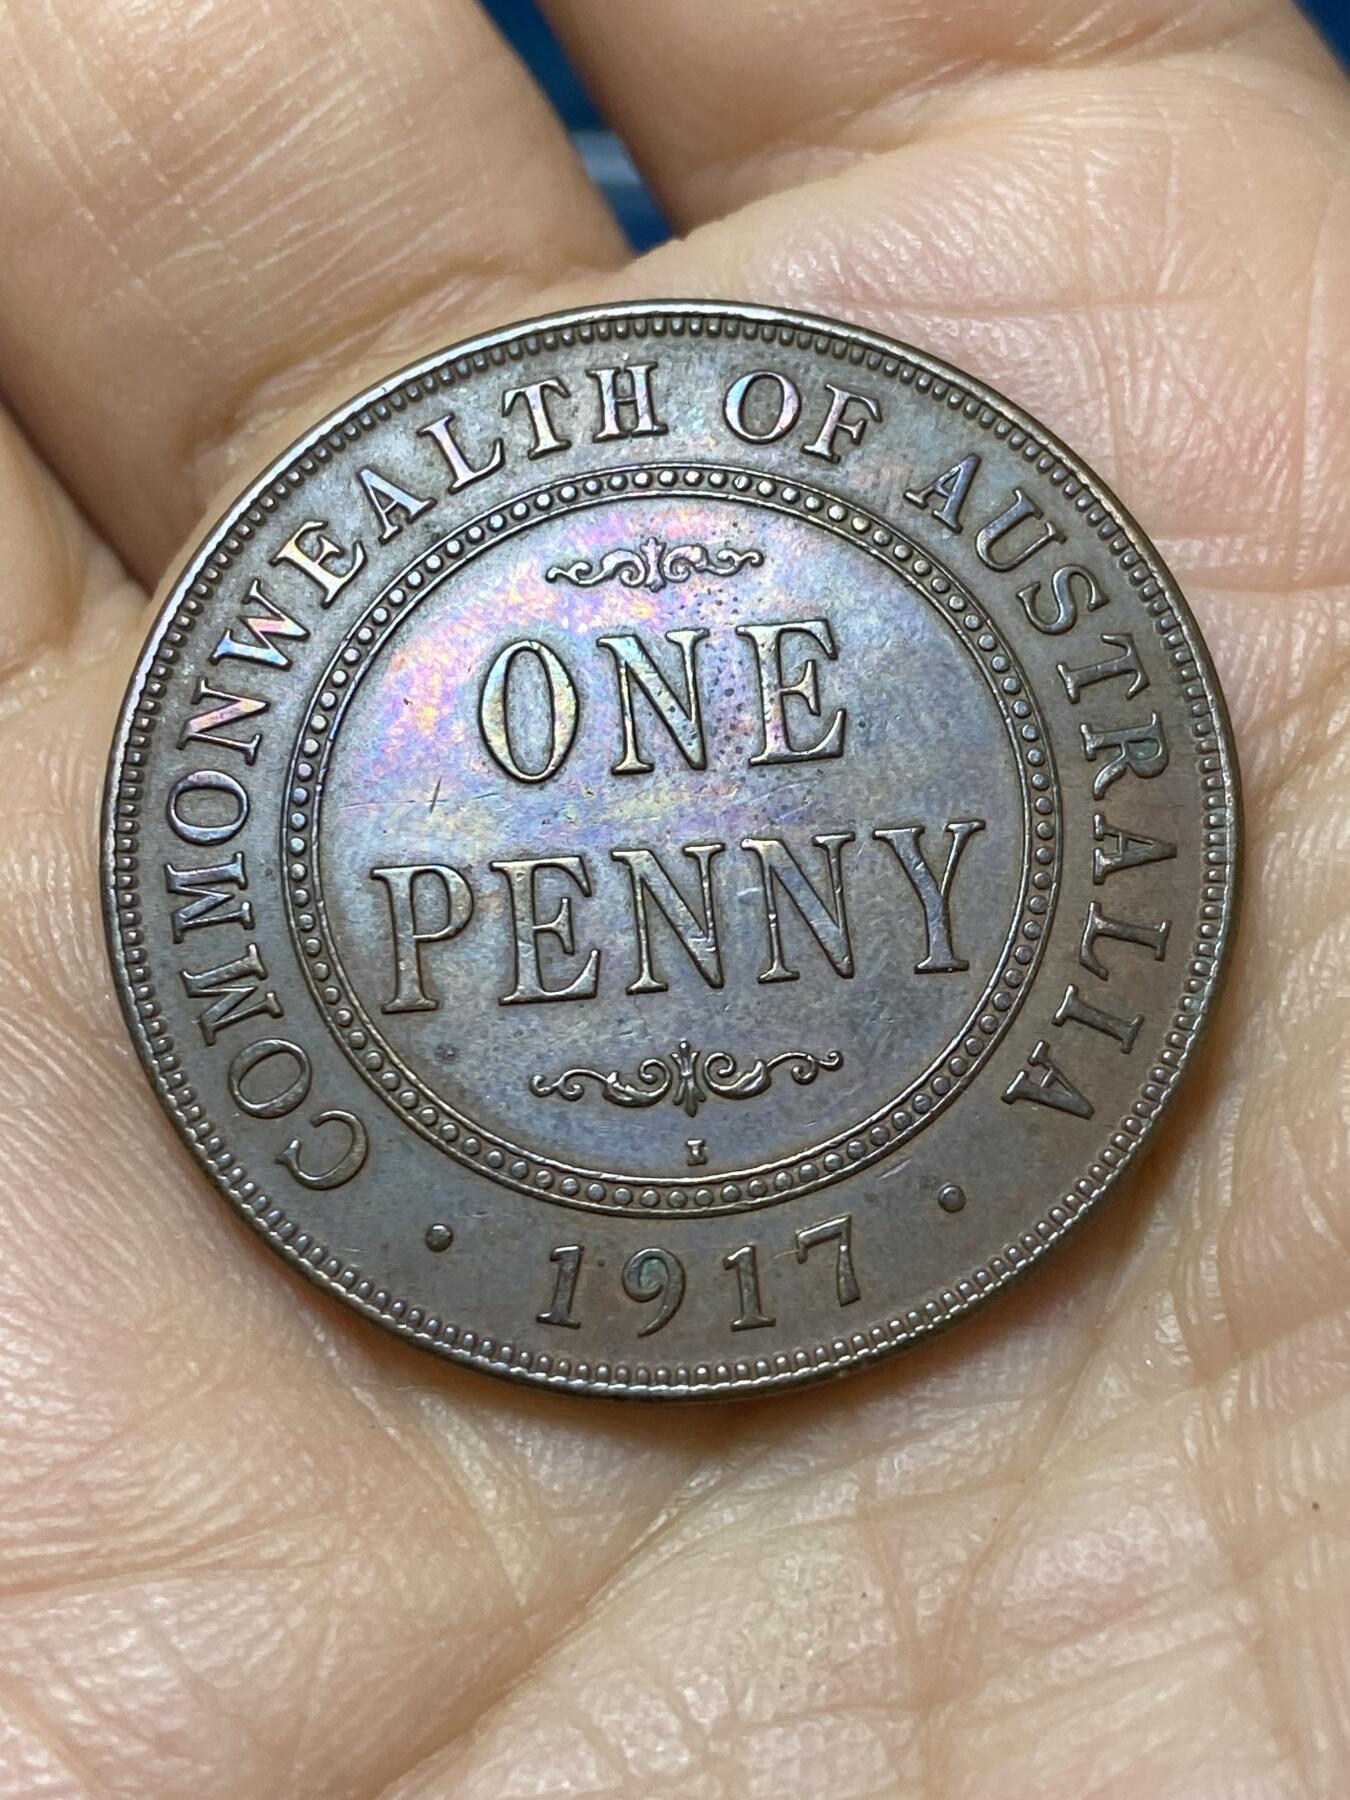 COMMONWEALTH OF AUSTRALIA
ONE
PENNY
I
· 1917 ·